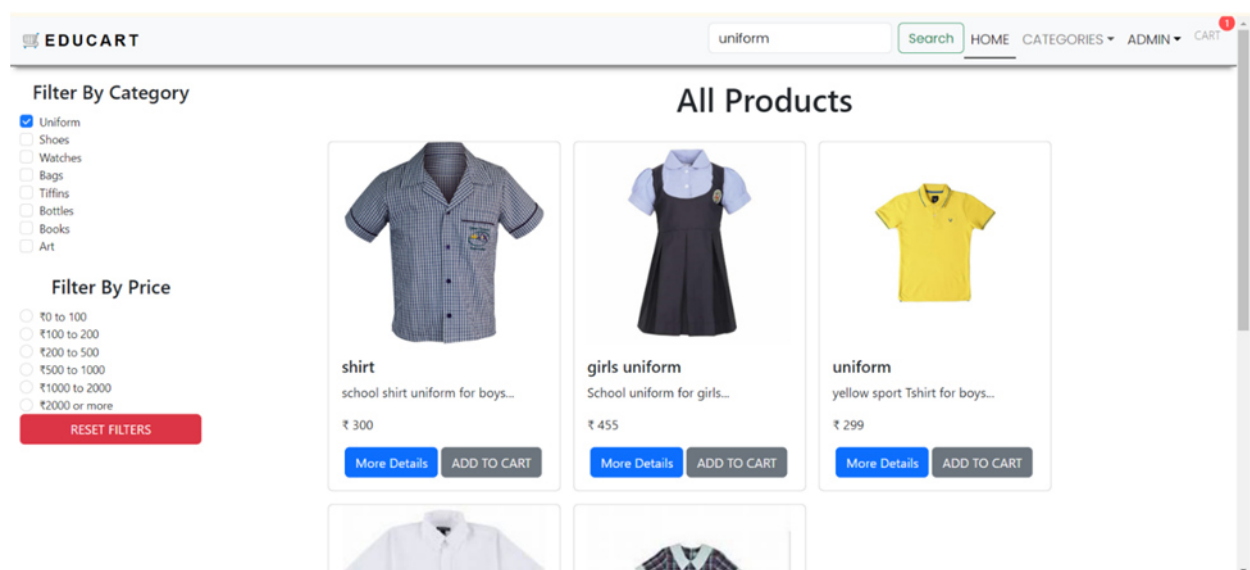 EDUCART
uniform
Search
HOME
CATEGORIES
ADMIN
CART
1
Filter By Category
Uniform
Shoes
Watches
Bags
Tiffins
Bottles
Books
Art
Filter By Price
₹0 to 100
₹100 to 200
₹200 to 500
₹500 to 1000
₹1000 to 2000
₹2000 or more
RESET FILTERS
All Products
shirt
school shirt uniform for boys...
₹ 300
More Details
ADD TO CART
girls uniform
School uniform for girls...
₹ 455
More Details
ADD TO CART
uniform
yellow sport Tshirt for boys...
₹ 299
More Details
ADD TO CART